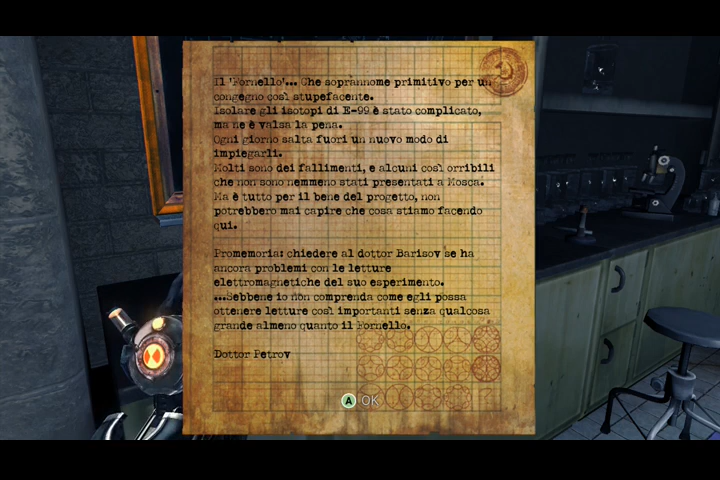 Il 'Fornello'... Che soprannome primitivo per un
congegno così stupefacente.
Isolare gli isotopi di E-99 è stato complicato,
ma ne è valsa la pena.
Ogni giorno salta fuori un nuovo modo di
impiegarli.
Molti sono dei fallimenti, e alcuni così orribili
che non sono nemmeno stati presentati a Mosca.
Ma è tutto per il bene del progetto, non
potrebbero mai capire che cosa stiamo facendo
qui.
Promemoria: chiedere al dottor Barisov se ha
ancora problemi con le letture
elettromagnetiche del suo esperimento.
...Sebbene io non comprenda come egli possa
ottenere letture così importanti senza qualcosa
grande almeno quanto il Fornello.
Dottor Petrov
A OK